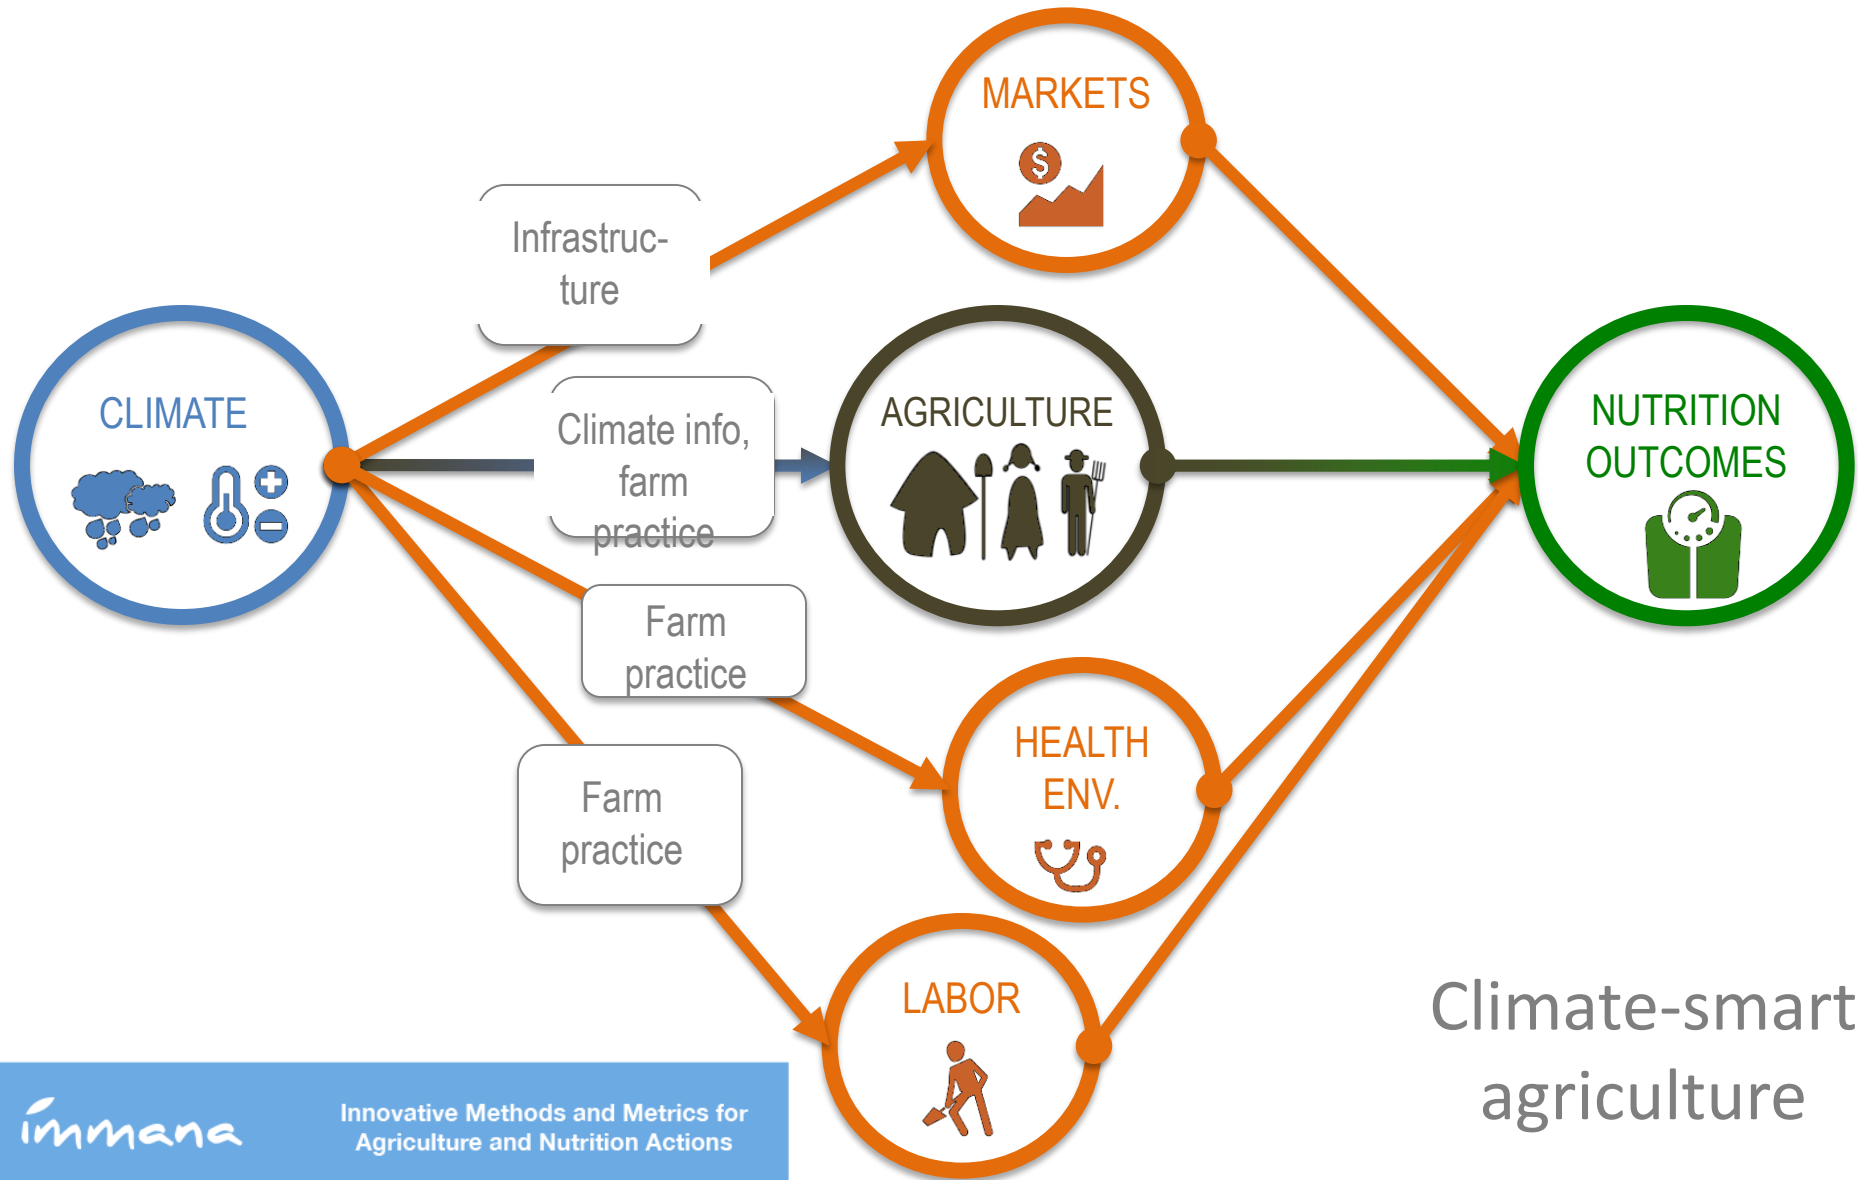 MARKETS
$
Infrastruc-
ture
CLIMATE
Climate info,
farm
practice
AGRICULTURE
NUTRITION
OUTCOMES
Farm
practice
HEALTH
ENV.
Farm
practice
LABOR
Climate-smart
agriculture
immana
Innovative Methods and Metrics for
Agriculture and Nutrition Actions